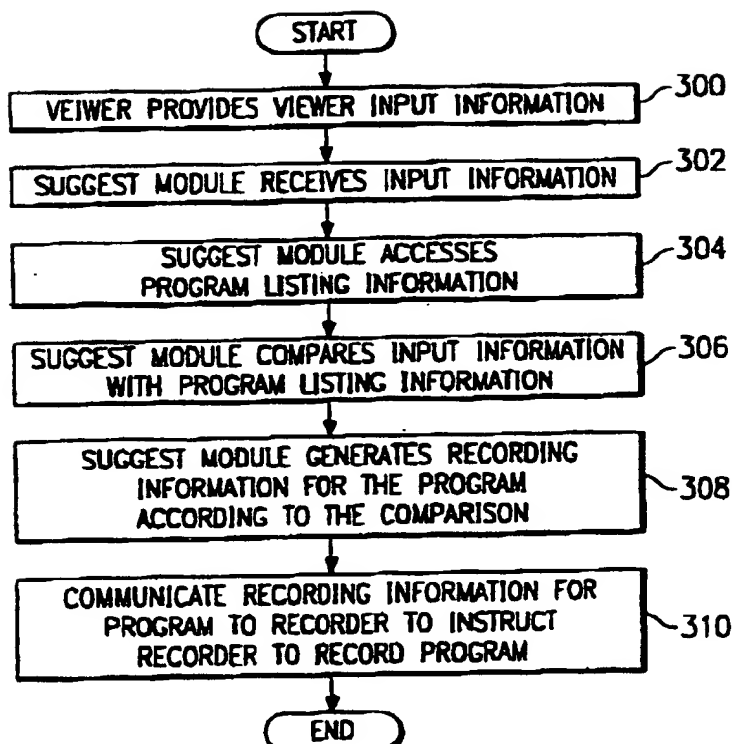 START
VEIWER PROVIDES VIEWER INPUT INFORMATION
300
SUGGEST MODULE RECEIVES INPUT INFORMATION
302
SUGGEST MODULE ACCESSES
PROGRAM LISTING INFORMATION
304
SUGGEST MODULE COMPARES INPUT INFORMATION
WITH PROGRAM LISTING INFORMATION
306
SUGGEST MODULE GENERATES RECORDING
INFORMATION FOR THE PROGRAM
ACCORDING TO THE COMPARISON
308
COMMUNICATE RECORDING INFORMATION FOR
PROGRAM TO RECORDER TO INSTRUCT
RECORDER TO RECORD PROGRAM
310
END